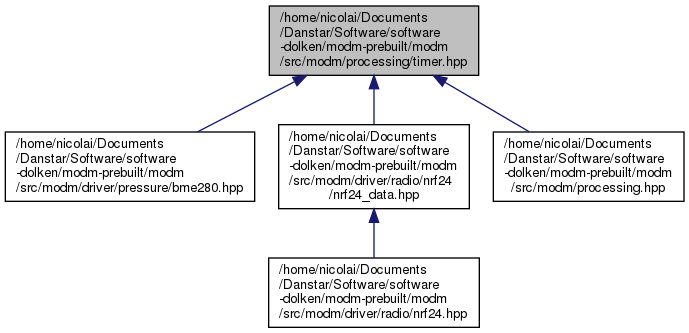 /home/nicolai/Documents
/Danstar/Software/software
-dolken/modm-prebuilt/modm
/src/modm/processing/timer.hpp
/home/nicolai/Documents
/Danstar/Software/software
-dolken/modm-prebuilt/modm
/src/modm/driver/pressure/bme280.hpp
/home/nicolai/Documents
/Danstar/Software/software
-dolken/modm-prebuilt/modm
/src/modm/driver/radio/nrf24
/nrf24_data.hpp
/home/nicolai/Documents
/Danstar/Software/software
-dolken/modm-prebuilt/modm
/src/modm/processing.hpp
/home/nicolai/Documents
/Danstar/Software/software
-dolken/modm-prebuilt/modm
/src/modm/driver/radio/nrf24.hpp